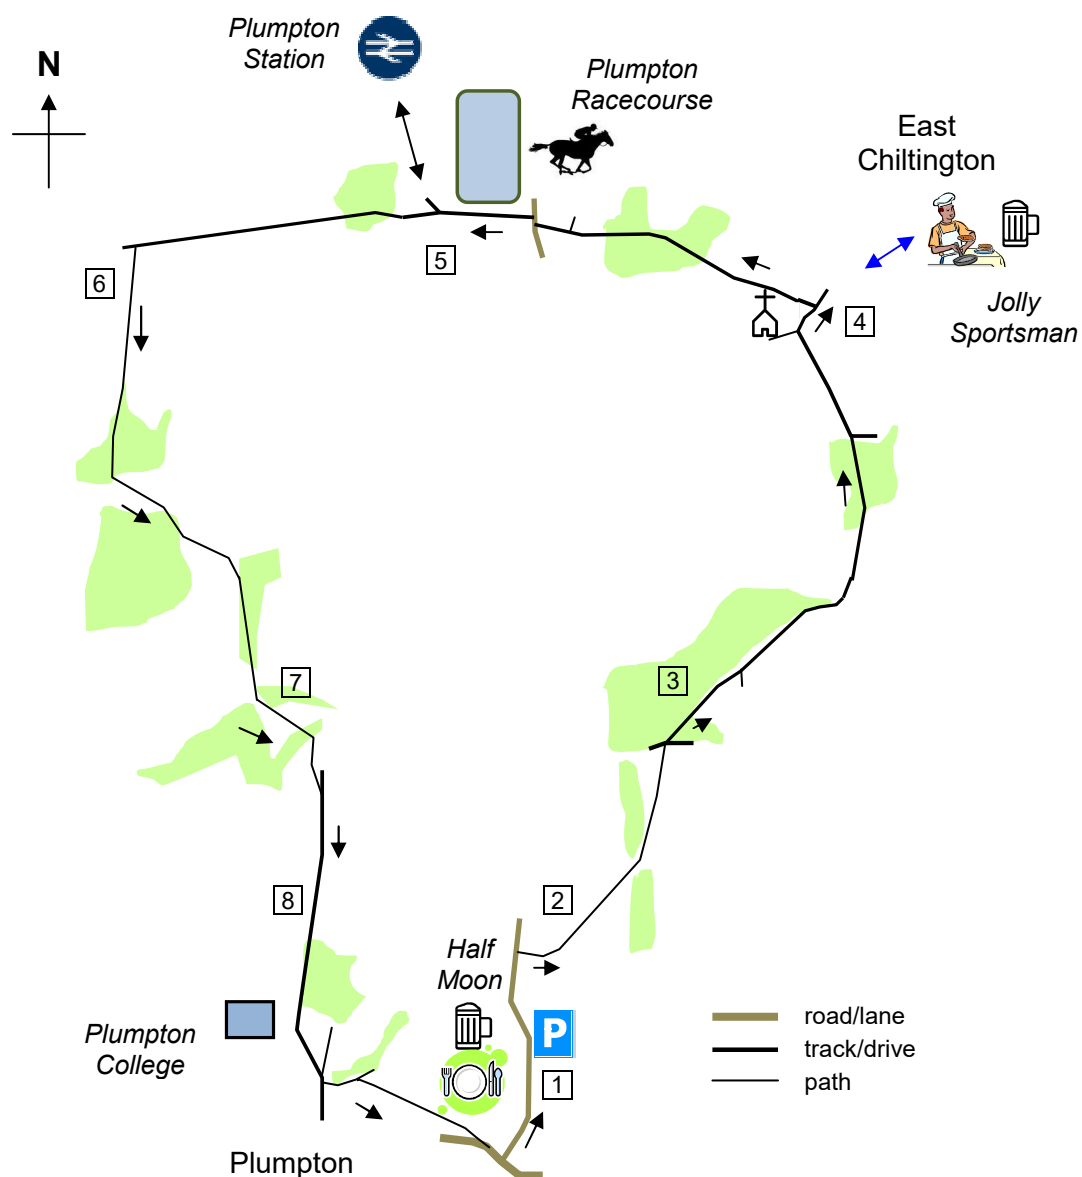 Plumpton
Station
N
Plumpton
Racecourse
East
Chiltington
Jolly
Sportsman
5
6
4
7
3
8
2
Half
Moon
P
Plumpton
College
1
road/lane
track/drive
path
Plumpton